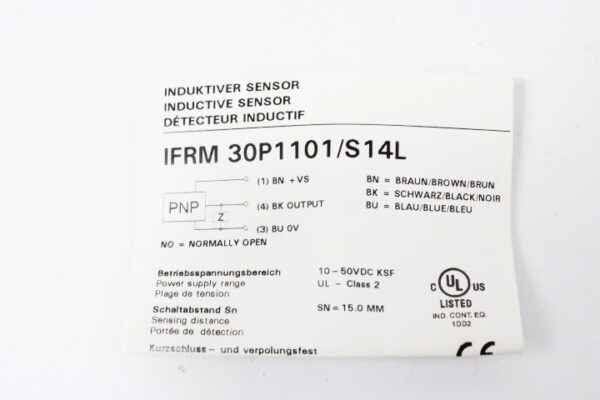 INDUKTIVER SENSOR
INDUCTIVE SENSOR
DÉTECTEUR INDUCTIF
IFRM 30P1101/S14L
(1) BN +VS
PNP
(4) BK OUTPUT
Z
(3) BU 0V
NO = NORMALLY OPEN
BN = BRAUN/BROWN/BRUN
BK = SCHWARZ/BLACK/NOIR
BU = BLAU/BLUE/BLEU
Betriebsspannungsbereich 10-50VDC KSF
Power supply range UL - Class 2
Plage de tension
Schaltabstand Sn SN = 15.0 MM
Sensing distance
Portée de détection
Kurzschluss- und verpolungsfest
C UL US
LISTED
IND. CONT. EQ.
1DD2
CE